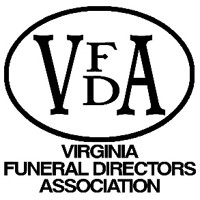 VFDA
VIRGINIA
FUNERAL DIRECTORS
ASSOCIATION